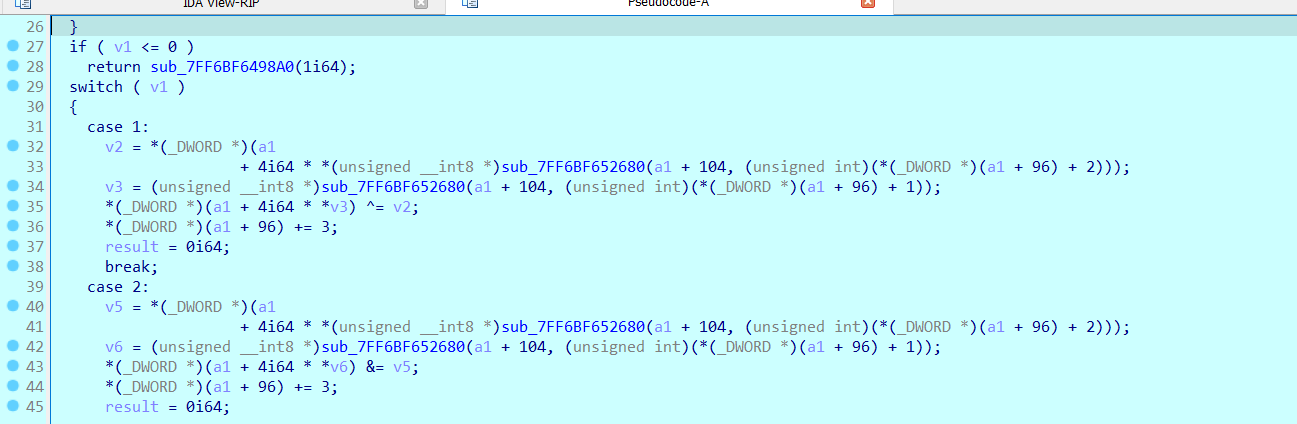 IDA View-RIP Pseudocode-A
26 }
27 if ( v1 <= 0 )
28 return sub_7FF6BF6498A0(1i64);
29 switch ( v1 )
30 {
31 case 1:
32 v2 = *(_DWORD *)(a1
33 + 4i64 * *(unsigned __int8 *)sub_7FF6BF652680(a1 + 104, (unsigned int)(*(_DWORD *)(a1 + 96) + 2)));
34 v3 = (unsigned __int8 *)sub_7FF6BF652680(a1 + 104, (unsigned int)(*(_DWORD *)(a1 + 96) + 1));
35 *(_DWORD *)(a1 + 4i64 * *v3) ^= v2;
36 *(_DWORD *)(a1 + 96) += 3;
37 result = 0i64;
38 break;
39 case 2:
40 v5 = *(_DWORD *)(a1
41 + 4i64 * *(unsigned __int8 *)sub_7FF6BF652680(a1 + 104, (unsigned int)(*(_DWORD *)(a1 + 96) + 2)));
42 v6 = (unsigned __int8 *)sub_7FF6BF652680(a1 + 104, (unsigned int)(*(_DWORD *)(a1 + 96) + 1));
43 *(_DWORD *)(a1 + 4i64 * *v6) &= v5;
44 *(_DWORD *)(a1 + 96) += 3;
45 result = 0i64;